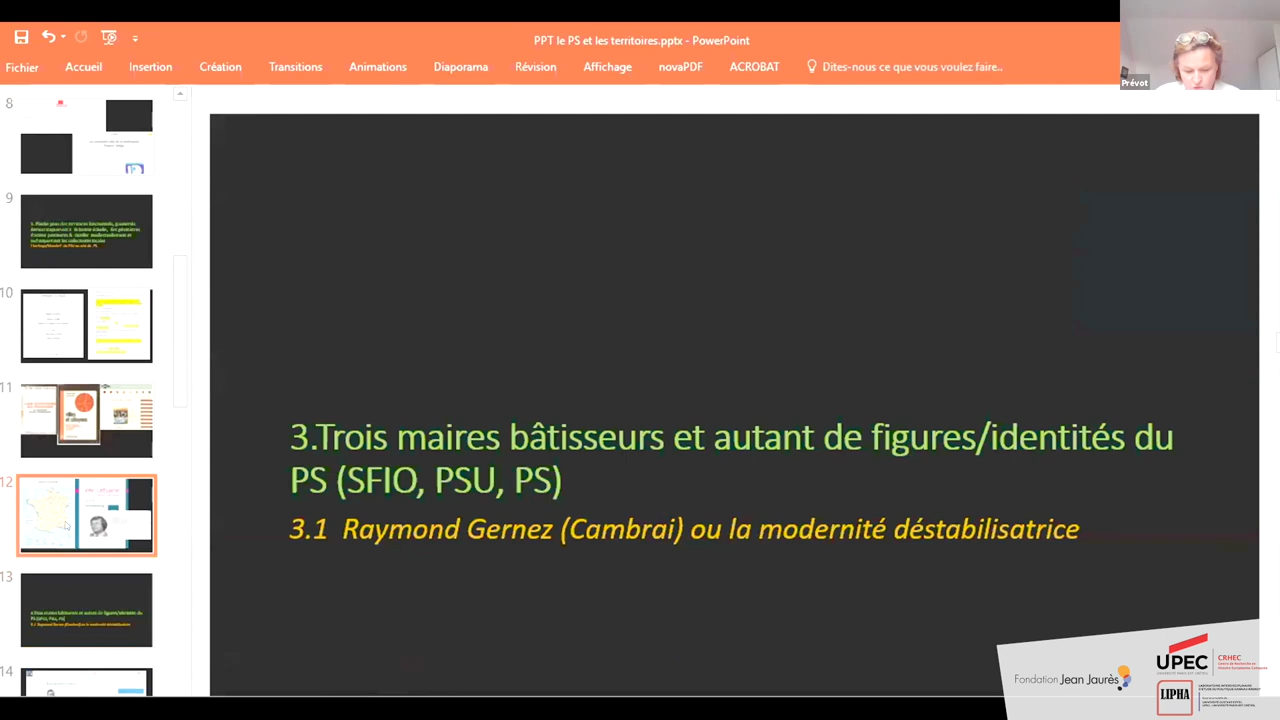 PPT le PS et les territoires.pptx - PowerPoint
Fichier Accueil Insertion Création Transitions Animations Diaporama Révision Affichage novaPDF ACROBAT Dites-nous ce que vous voulez faire..
Prévot
8
9
10
11
12
13
14
3.Trois maires bâtisseurs et autant de figures/identités du
PS (SFIO, PSU, PS)
3.1 Raymond Gernez (Cambrai) ou la modernité déstabilisatrice
Fondation Jean Jaurès
UPEC
CRHEC
LIPHA